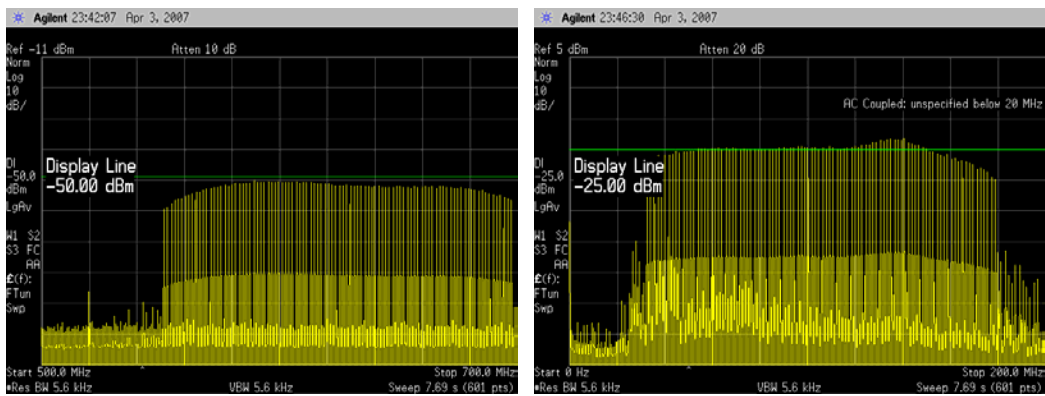 Agilent 23:42:07 Apr 3, 2007
Ref -11 dBm Atten 10 dB
Norm
Log
10
dB/
Display Line
-50.00 dBm
DI
-50.0
dBm
LgAv
W1 S2
S3 FC
AA
£(f):
FTun
Swp
Start 500.0 MHz Stop 700.0 MHz
*Res BW 5.6 kHz VBW 5.6 kHz Sweep 7.69 s (601 pts)
Agilent 23:46:30 Apr 3, 2007
Ref 5 dBm Atten 20 dB
Norm
Log
10
dB/
AC Coupled: unspecified below 20 MHz
Display Line
-25.00 dBm
DI
-25.0
dBm
LgAv
W1 S2
S3 FC
AA
£(f):
FTun
Swp
Start 0 Hz Stop 200.0 MHz
*Res BW 5.6 kHz VBW 5.6 kHz Sweep 7.69 s (601 pts)